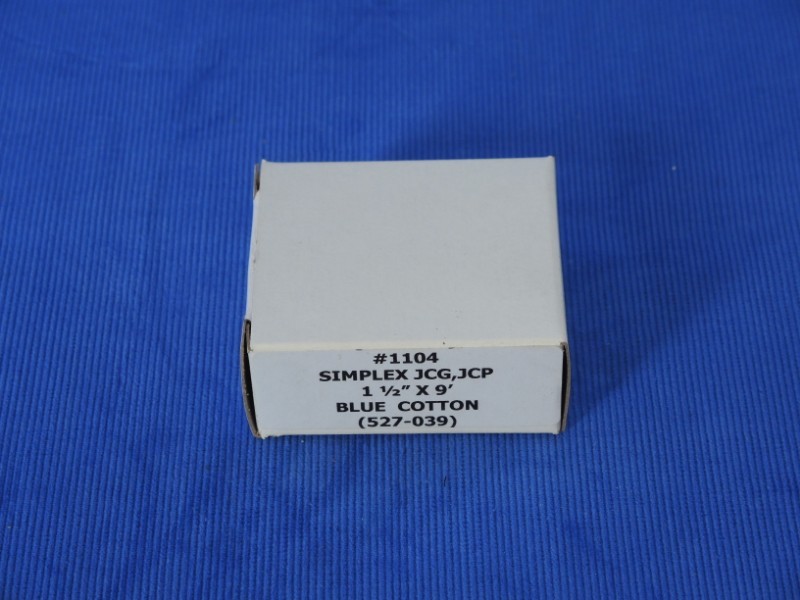 #1104
SIMPLEX JCG,JCP
1 ½” X 9’
BLUE COTTON
(527-039)